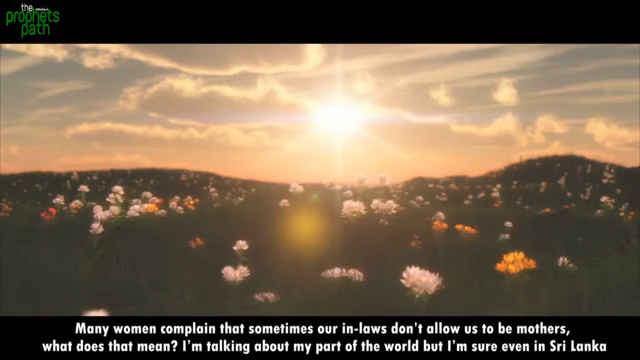 the
prophets
path
Many women complain that sometimes our in-laws don't allow us to be mothers,
what does that mean? I'm talking about my part of the world but I'm sure even in Sri Lanka